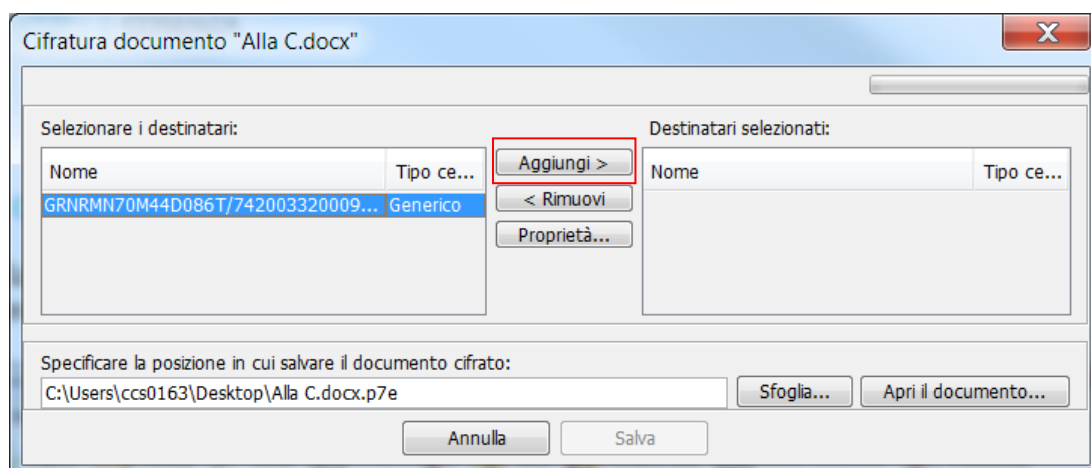 Cifratura documento "Alla C.docx"
Selezionare i destinatari:
Destinatari selezionati:
Nome Tipo ce...
Aggiungi >
Nome Tipo ce...
GRNRMN70M44D086T/742003320009... Generico
< Rimuovi
Proprietà...
Specificare la posizione in cui salvare il documento cifrato:
C:\Users\ccs0163\Desktop\Alla C.docx.p7e
Sfoglia...
Apri il documento...
Annulla
Salva